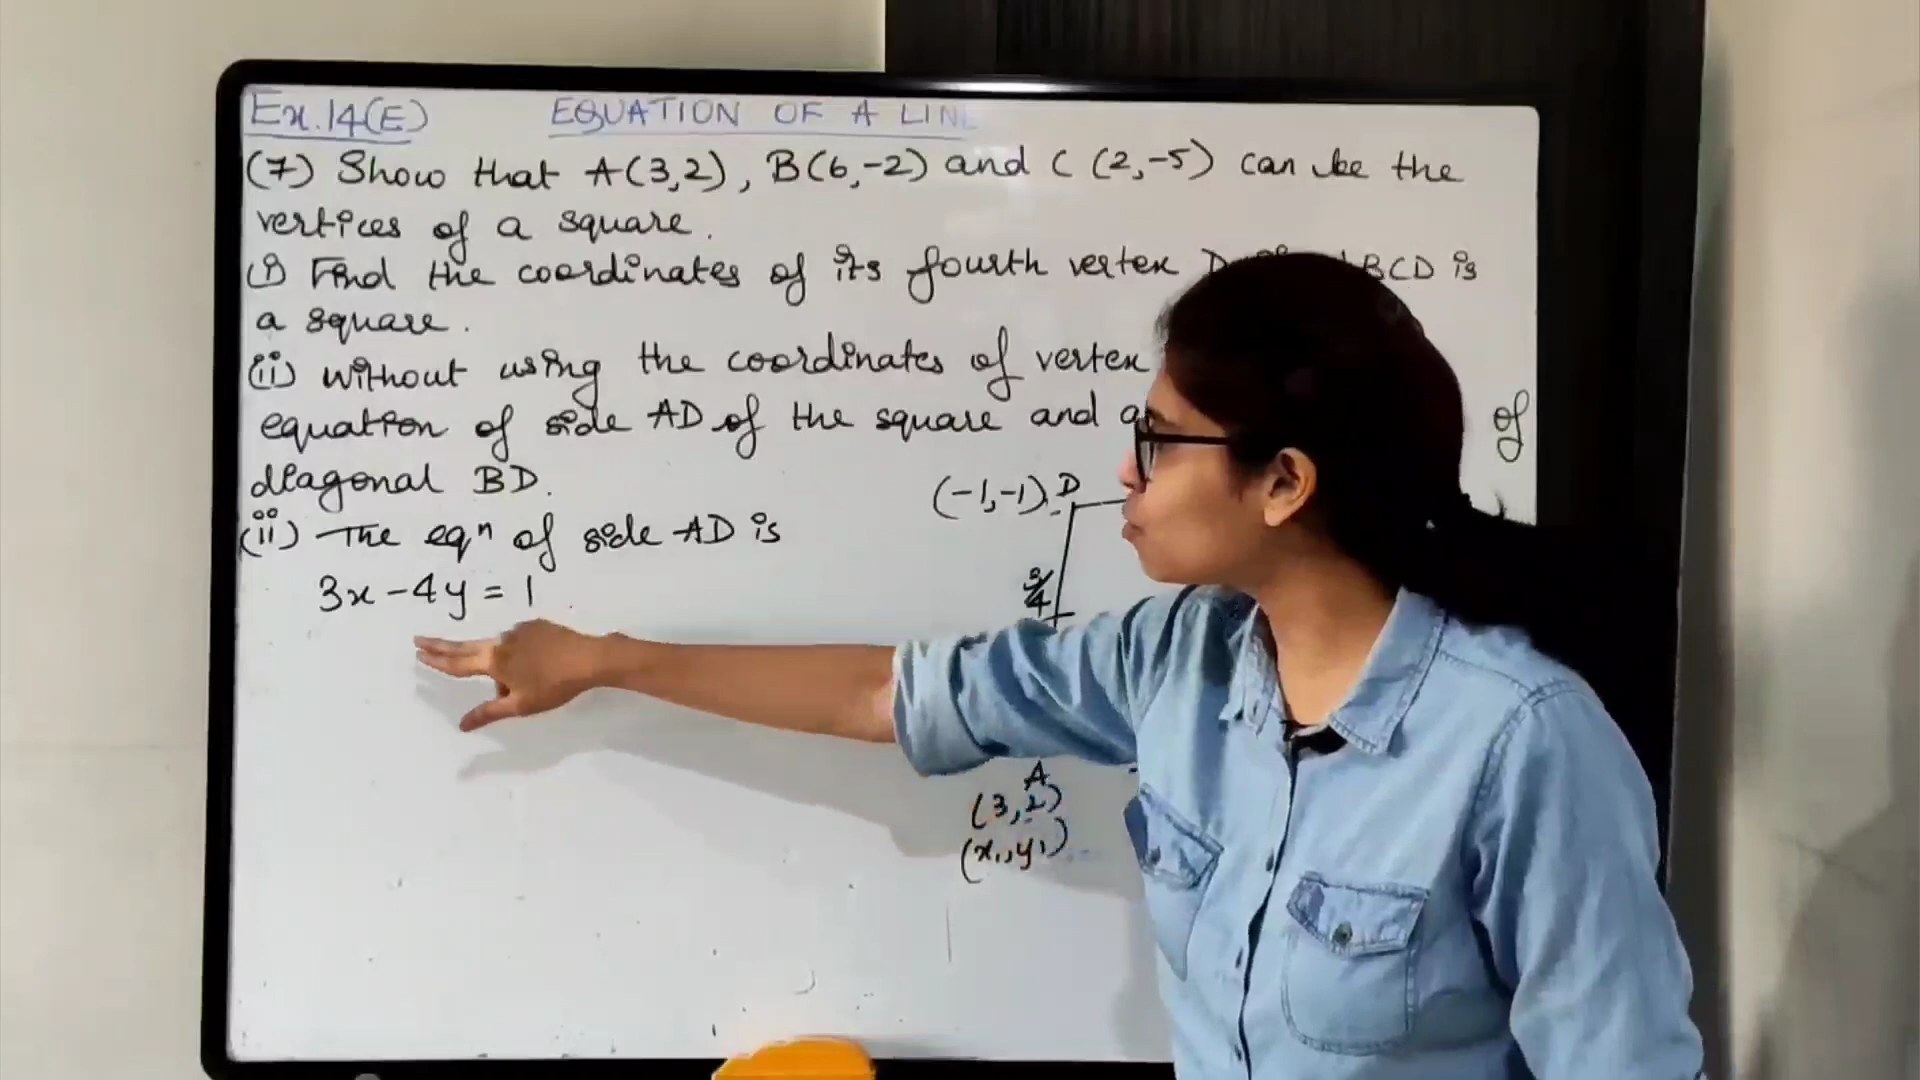 Ex.14(E) EQUATION OF A LINE
(7) Show that A(3,2), B(6,-2) and C (2,-5) can be the
vertices of a square.
(i) Find the coordinates of its fourth vertex D BCD is
a square.
(ii) without using the coordinates of vertex
equation of side AD of the square and of
diagonal BD.
(-1,-1) D
(ii) The eqⁿ of side AD is
3x - 4y = 1
3/4
A
(3,2)
(x₁,y₁)